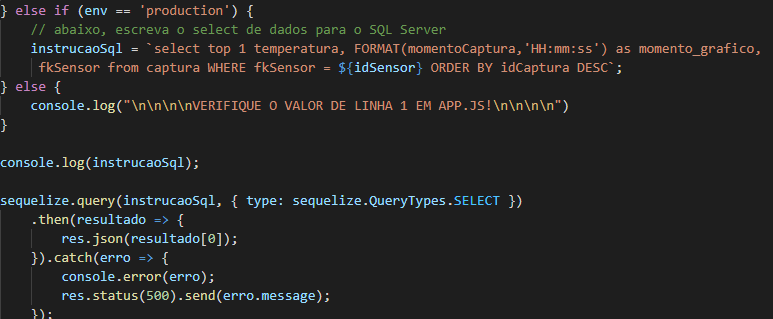 } else if (env == 'production') {
// abaixo, escreva o select de dados para o SQL Server
instrucaoSql = `select top 1 temperatura, FORMAT(momentoCaptura,'HH:mm:ss') as momento_grafico,
fkSensor from captura WHERE fkSensor = ${idSensor} ORDER BY idCaptura DESC`;
} else {
console.log("\n\n\n\nVERIFIQUE O VALOR DE LINHA 1 EM APP.JS!\n\n\n\n")
}
console.log(instrucaoSql);
sequelize.query(instrucaoSql, { type: sequelize.QueryTypes.SELECT })
.then(resultado => {
res.json(resultado[0]);
}).catch(erro => {
console.error(erro);
res.status(500).send(erro.message);
});